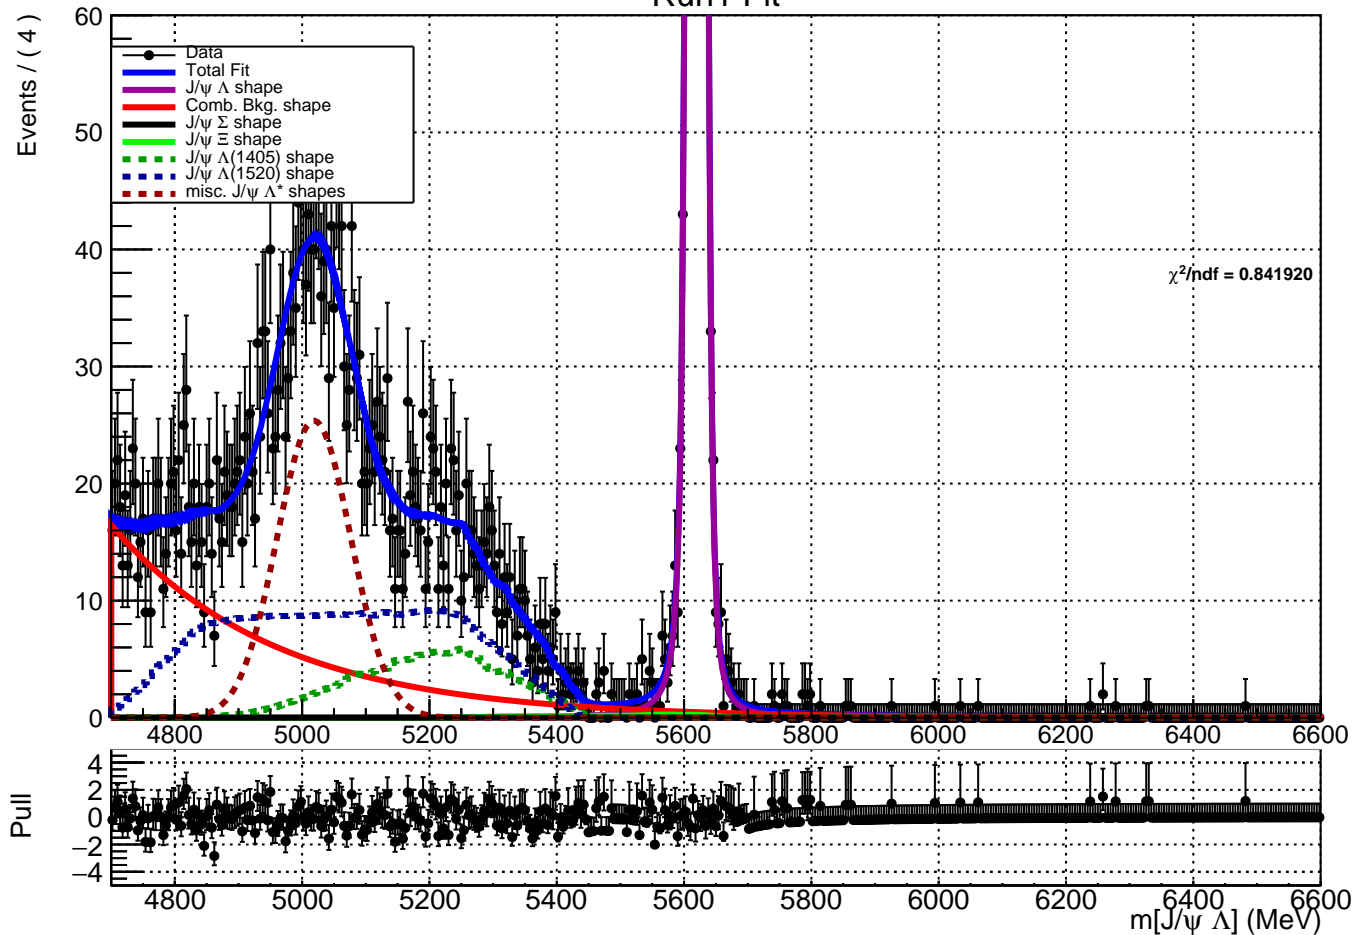 Run1 Fit
Events / ( 4 )
60
50
40
30
20
10
0
Data
Total Fit
J/ψ Λ shape
Comb. Bkg. shape
J/ψ Σ shape
J/ψ Ξ shape
J/ψ Λ(1405) shape
J/ψ Λ(1520) shape
misc. J/ψ Λ* shapes
χ²/ndf = 0.841920
4800 5000 5200 5400 5600 5800 6000 6200 6400 6600
Pull
4
2
0
−2
−4
4800 5000 5200 5400 5600 5800 6000 6200 6400 6600
m[J/ψ Λ] (MeV)